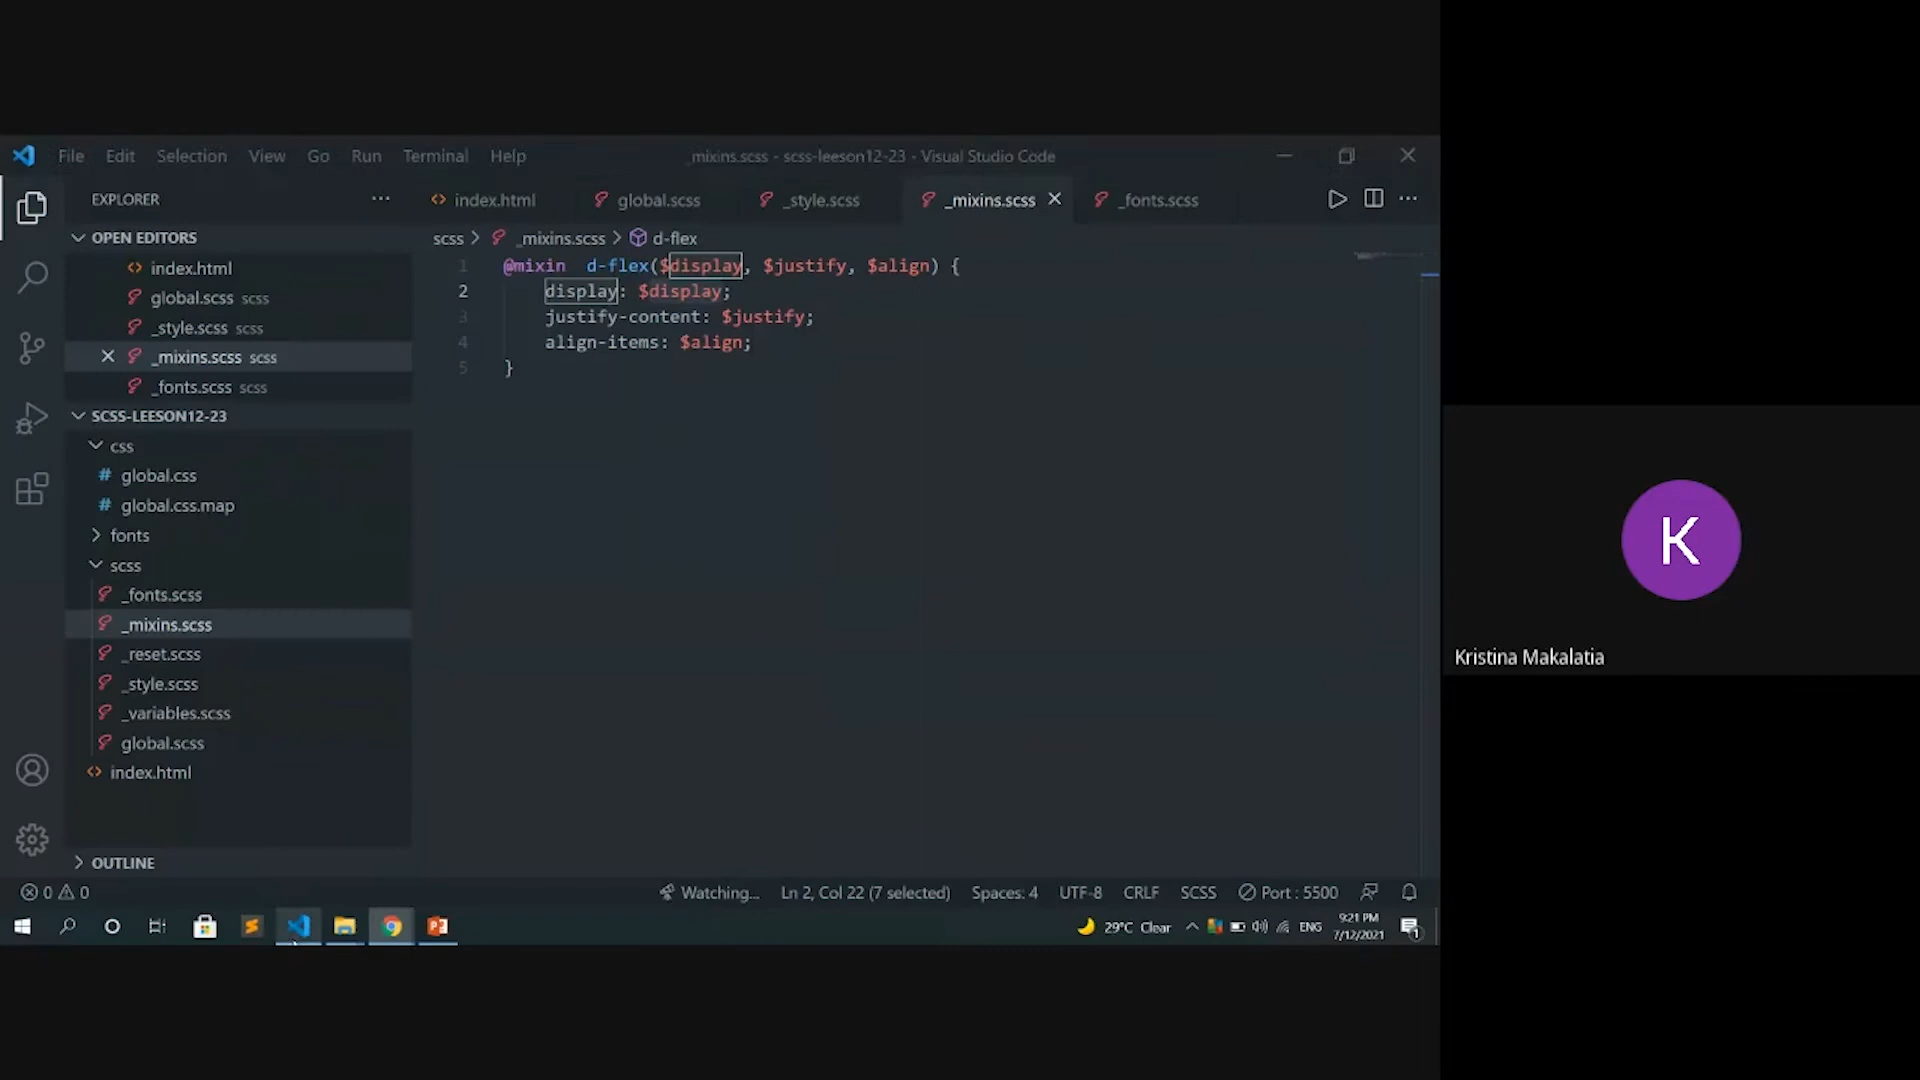 File Edit Selection View Go Run Terminal Help
_mixins.scss - scss-leeson12-23 - Visual Studio Code
EXPLORER
index.html
global.scss
_style.scss
_mixins.scss
_fonts.scss
OPEN EDITORS
index.html
global.scss scss
_style.scss scss
_mixins.scss scss
_fonts.scss scss
SCSS-LEESON12-23
css
global.css
global.css.map
fonts
scss
_fonts.scss
_mixins.scss
_reset.scss
_style.scss
_variables.scss
global.scss
index.html
OUTLINE
scss > _mixins.scss > d-flex
1 @mixin  d-flex($display, $justify, $align) {
2 display: $display;
3 justify-content: $justify;
4 align-items: $align;
5 }
0 0
Watching... Ln 2, Col 22 (7 selected) Spaces: 4 UTF-8 CRLF SCSS Port : 5500
29°C Clear ENG
9:21 PM
7/12/2021
1
K
Kristina Makalatia